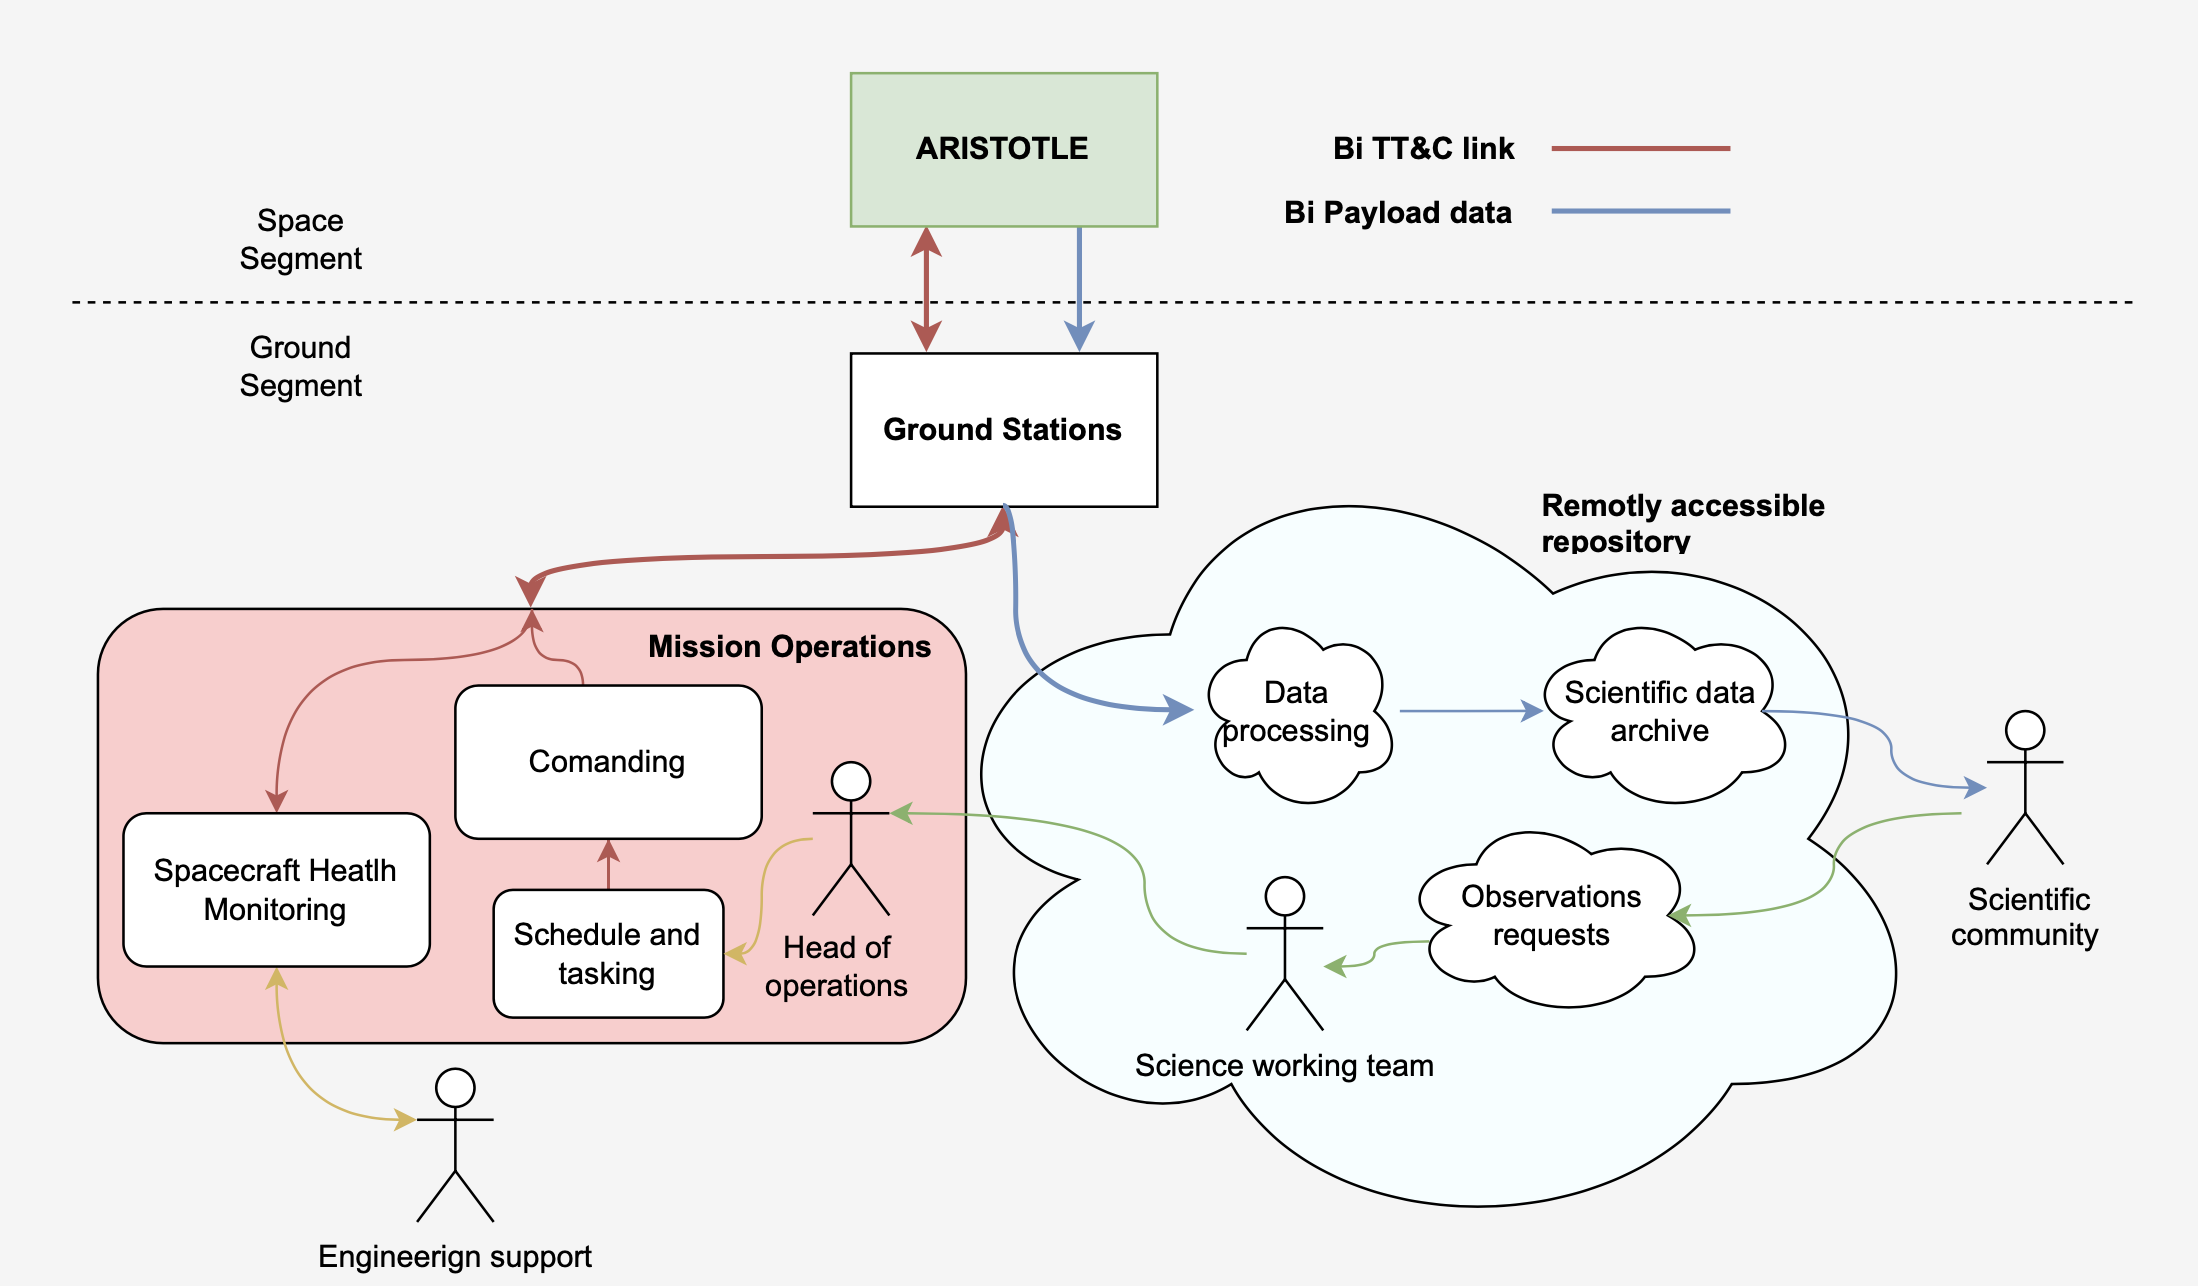 ARISTOTLE
Bi TT&C link
Bi Payload data
Space
Segment
Ground
Segment
Ground Stations
Remotly accessible
repository
Mission Operations
Data
processing
Scientific data
archive
Comanding
Spacecraft Heatlh
Monitoring
Schedule and
tasking
Head of
operations
Observations
requests
Scientific
community
Science working team
Engineerign support